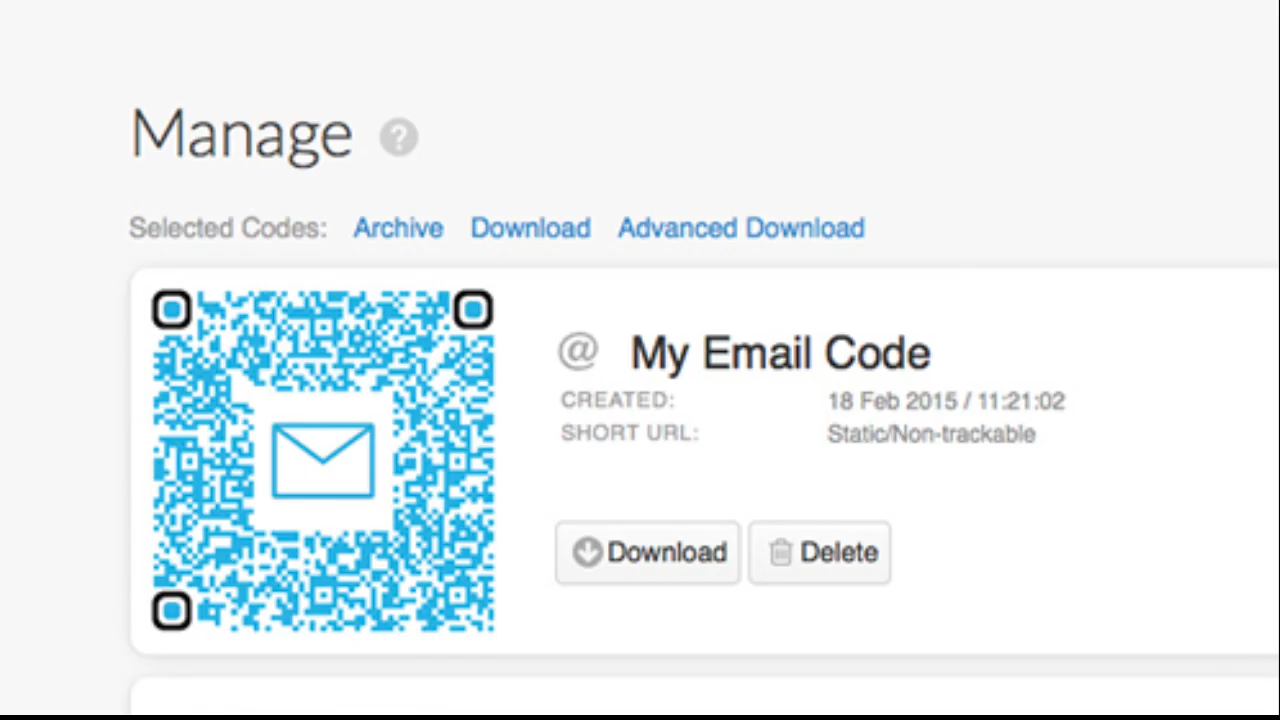 Manage ?
Selected Codes: Archive Download Advanced Download
@ My Email Code
CREATED: 18 Feb 2015 / 11:21:02
SHORT URL: Static/Non-trackable
Download Delete